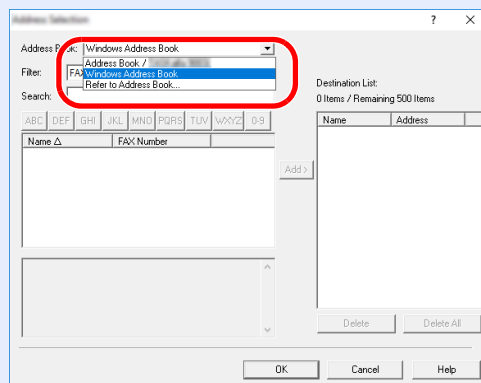 Address Selection
? ×
Address Book: Windows Address Book
Address Book /
Windows Address Book
Refer to Address Book...
Filter: FAX
Search:
Destination List:
0 Items / Remaining 500 Items
ABC DEF GHI JKL MNO PQRS TUV WXYZ 0-9
Name △ FAX Number
Name Address
Add >
Delete Delete All
OK Cancel Help